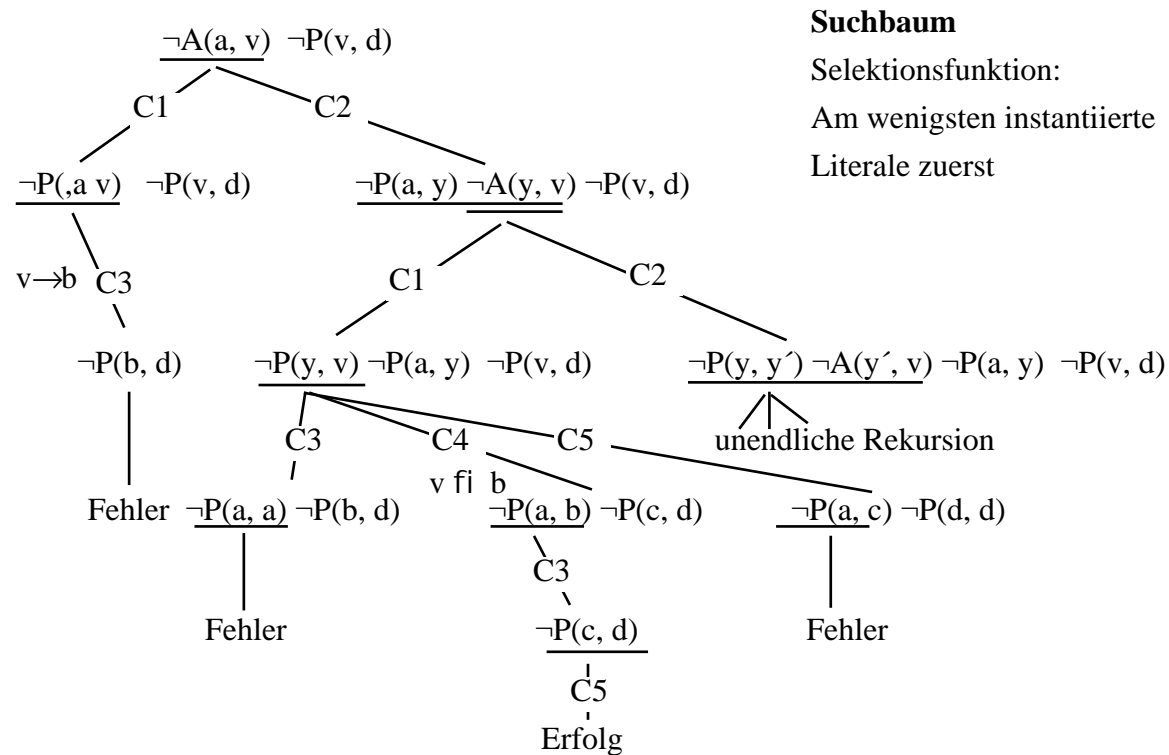 Suchbaum
Selektionsfunktion:
Am wenigsten instantiierte
Literale zuerst
¬A(a, v) ¬P(v, d)
C1 C2
¬P(,a v) ¬P(v, d) ¬P(a, y) ¬A(y, v) ¬P(v, d)
v→b C3 C1 C2
¬P(b, d) ¬P(y, v) ¬P(a, y) ¬P(v, d) ¬P(y, y´) ¬A(y´, v) ¬P(a, y) ¬P(v, d)
C3 C4 C5 unendliche Rekursion
v fi b
Fehler ¬P(a, a) ¬P(b, d) ¬P(a, b) ¬P(c, d) ¬P(a, c) ¬P(d, d)
C3
Fehler ¬P(c, d) Fehler
C5
Erfolg